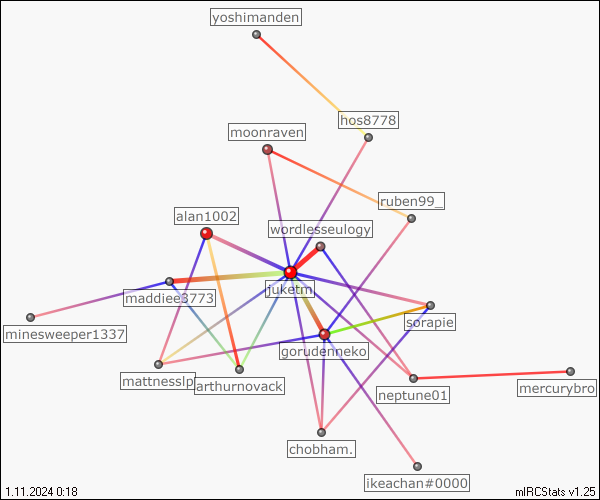 yoshimanden
hos8778
moonraven
ruben99_
alan1002
wordlesseulogy
juketm
maddiee3773
sorapie
minesweeper1337
gorudenneko
mattnesslp
arthurnovack
neptune01
mercurybro
chobham.
ikeachan#0000
1.11.2024 0:18
mIRCStats v1.25